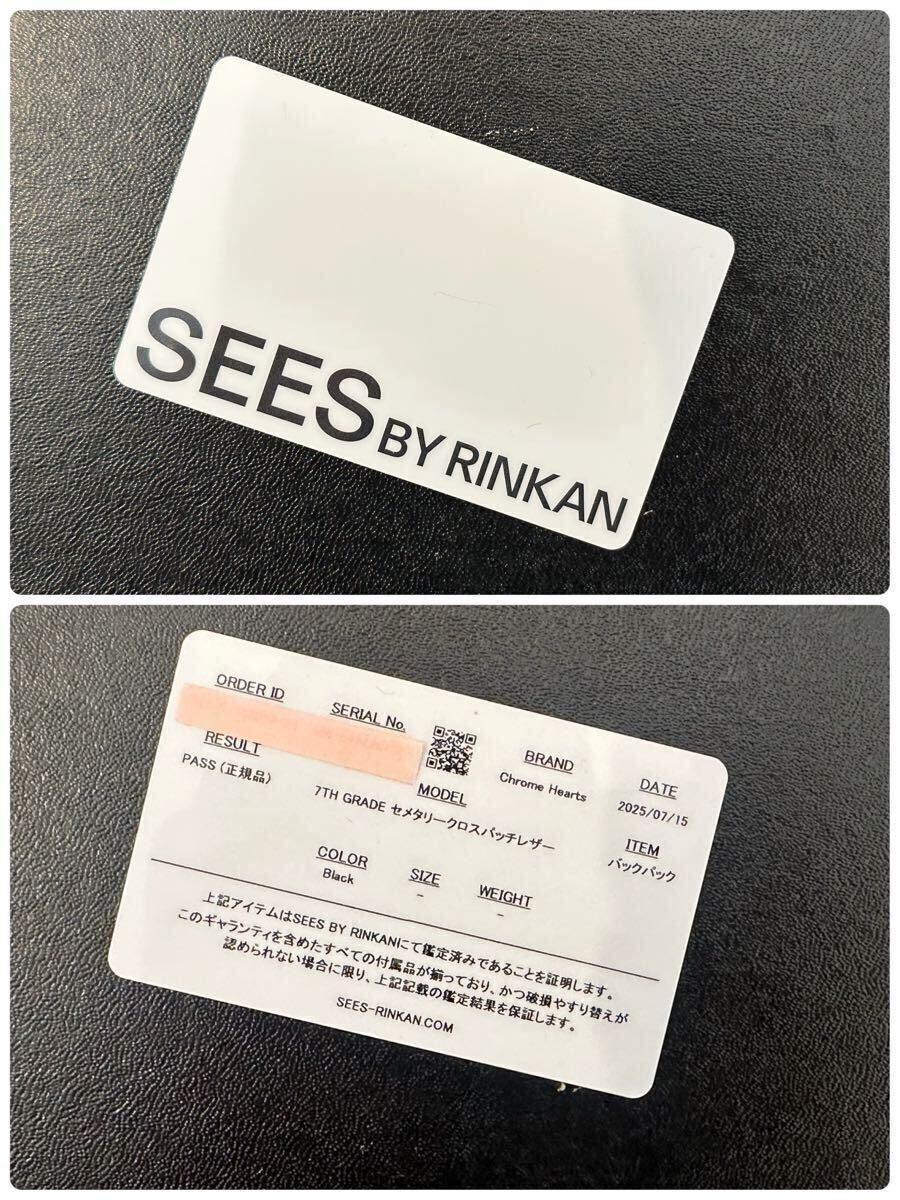 SEES BY RINKAN
ORDER ID
SERIAL No.
RESULT
PASS (正規品)
MODEL
7TH GRADE セメタリークロスパッチレザー
BRAND
Chrome Hearts
DATE
2025/07/15
ITEM
バックパック
COLOR
Black
SIZE
-
WEIGHT
-
上記アイテムはSEES BY RINKANにて鑑定済みであることを証明します。
このギャランティを含めたすべての付属品が揃っており、かつ破損やすり替えが
認められない場合に限り、上記記載の鑑定結果を保証します。
SEES-RINKAN.COM